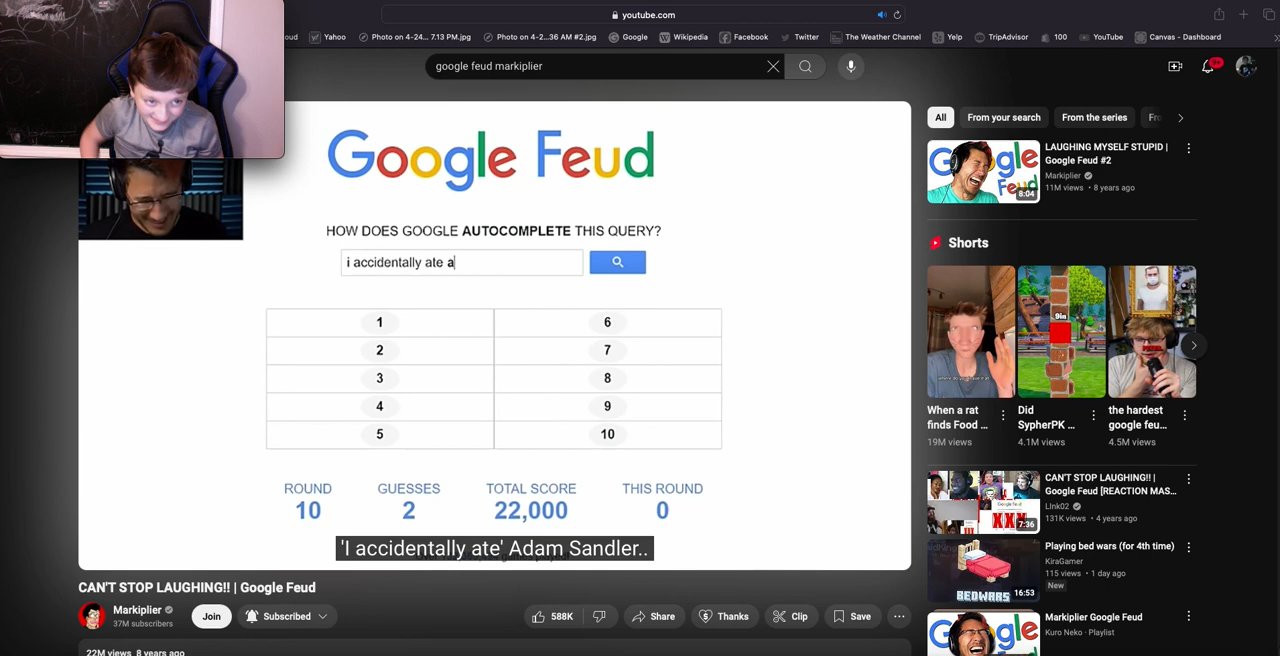 youtube.com
oud
Yahoo
Photo on 4-24... 7.13 PM.jpg
Photo on 4-2...36 AM #2.jpg
Google
Wikipedia
Facebook
Twitter
The Weather Channel
Yelp
TripAdvisor
100
YouTube
Canvas - Dashboard
google feud markiplier
9+
Google Feud
HOW DOES GOOGLE AUTOCOMPLETE THIS QUERY?
i accidentally ate a
1 6
2 7
3 8
4 9
5 10
ROUND GUESSES TOTAL SCORE THIS ROUND
10 2 22,000 0
'I accidentally ate' Adam Sandler..
CAN'T STOP LAUGHING!! | Google Feud
Markiplier
37M subscribers
Join
Subscribed
588K
Share
Thanks
Clip
Save
22M views 8 years ago
All
From your search
From the series
Fro
8:04
LAUGHING MYSELF STUPID |
Google Feud #2
Markiplier
11M views • 8 years ago
Shorts
9in
When a rat
finds Food ...
19M views
Did
SypherPK ...
4.1M views
the hardest
google feu...
4.5M views
XXX
7:36
CAN'T STOP LAUGHING!! |
Google Feud [REACTION MAS...
LInk02
131K views • 4 years ago
BEDWARS
16:53
Playing bed wars (for 4th time)
KiraGamer
115 views • 1 day ago
New
Markiplier Google Feud
Kuro Neko • Playlist